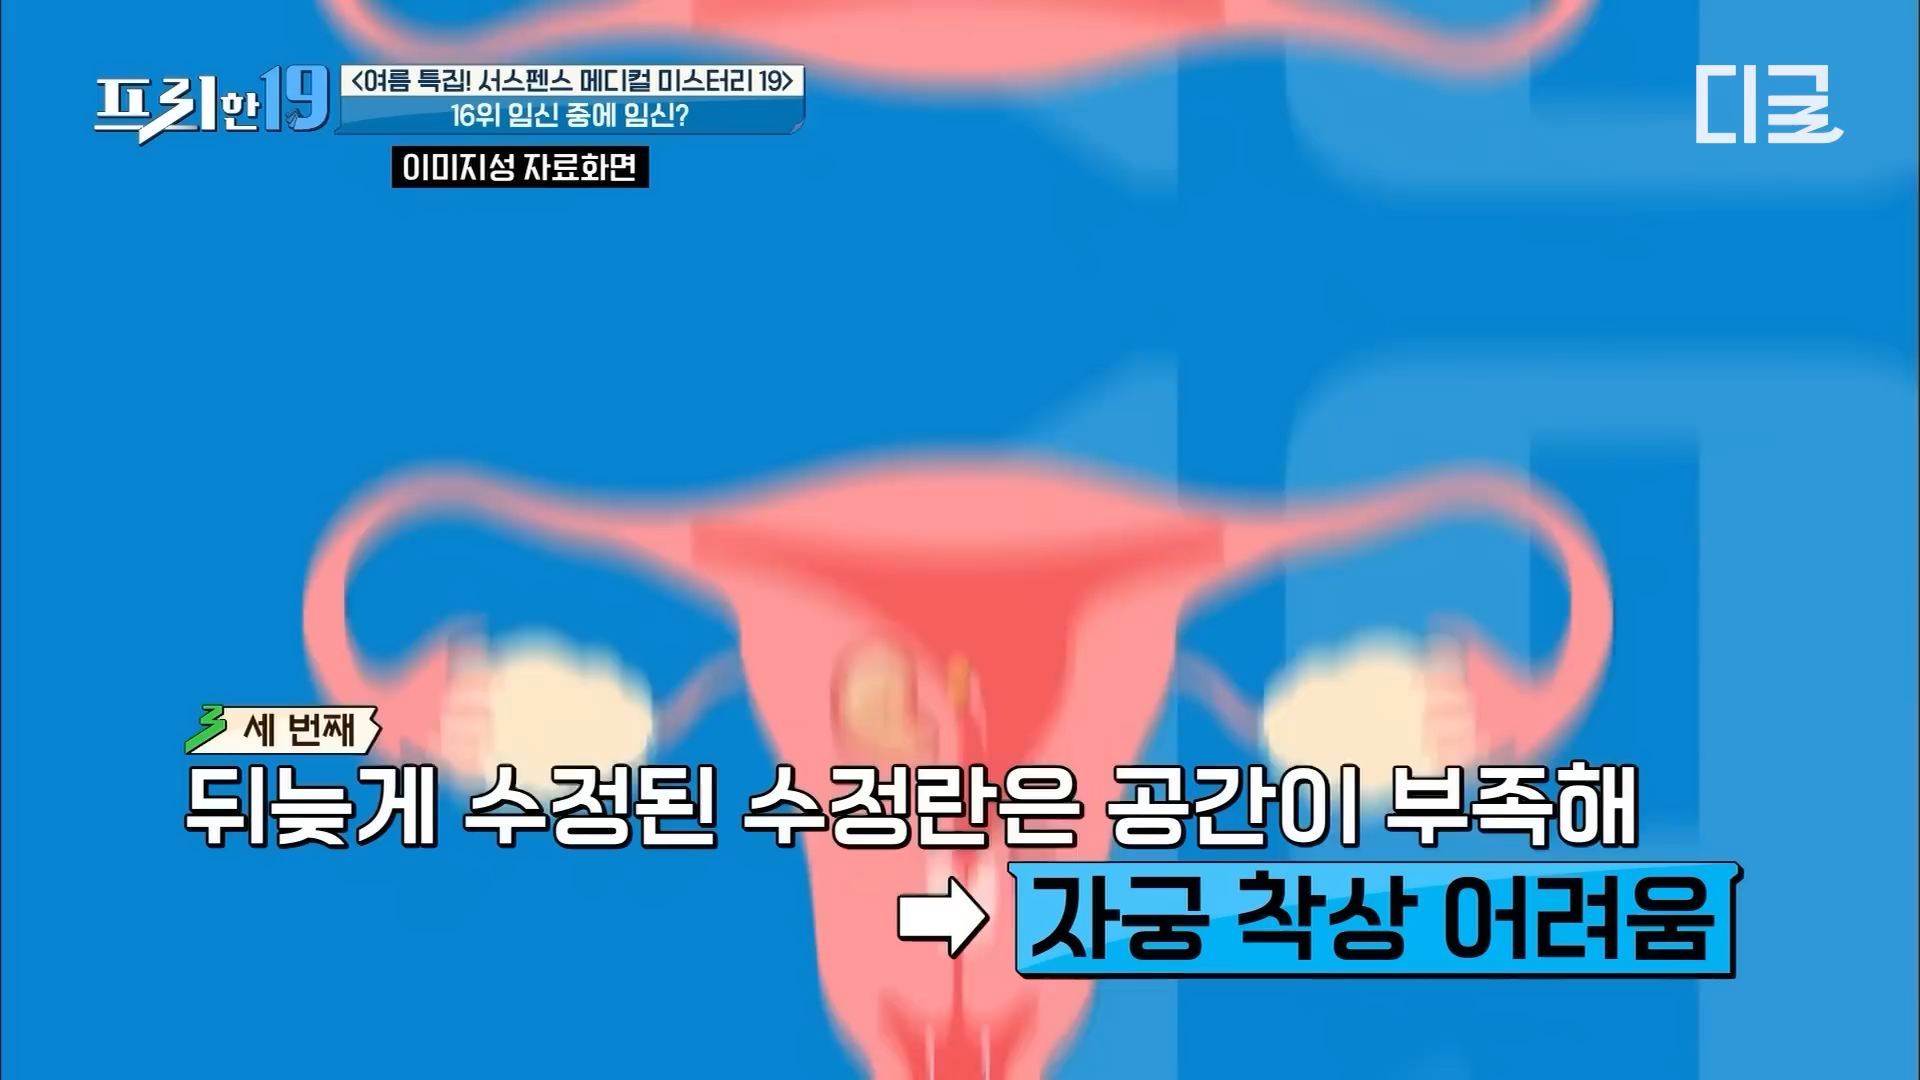 프리한19
<여름 특집! 서스펜스 메디컬 미스터리 19>
16위 임신 중에 임신?
이미지성 자료화면
디글
3 세 번째
뒤늦게 수정된 수정란은 공간이 부족해
자궁 착상 어려움